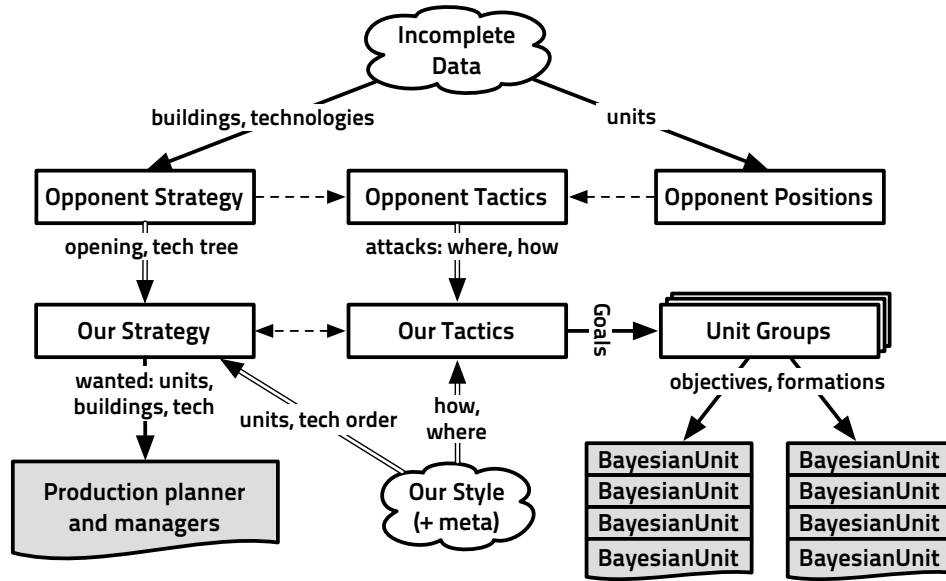 Incomplete
Data
buildings, technologies
units
Opponent Strategy
Opponent Tactics
Opponent Positions
opening, tech tree
attacks: where, how
Our Strategy
Our Tactics
Goals
Unit Groups
wanted: units,
buildings, tech
units, tech order
how,
where
objectives, formations
Production planner
and managers
Our Style
(+ meta)
BayesianUnit
BayesianUnit
BayesianUnit
BayesianUnit
BayesianUnit
BayesianUnit
BayesianUnit
BayesianUnit